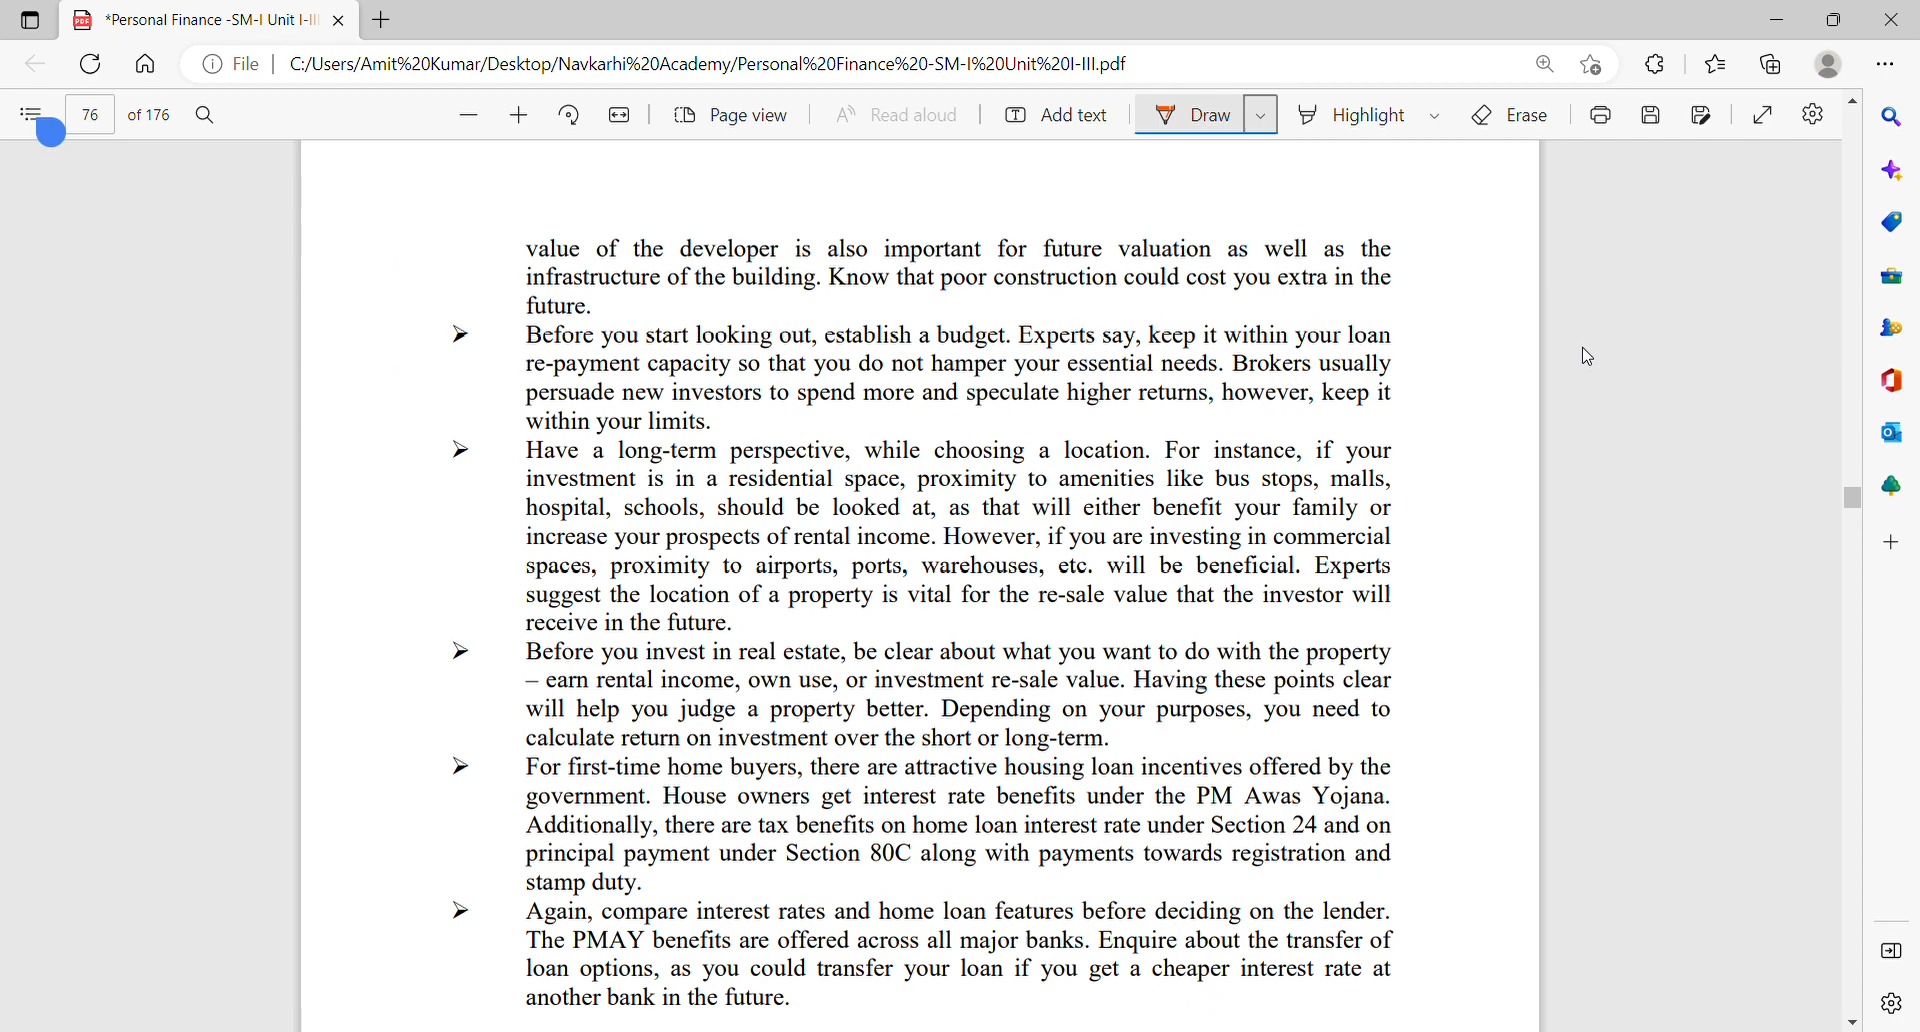 *Personal Finance -SM-I Unit I-III
File
C:/Users/Amit%20Kumar/Desktop/Navkarhi%20Academy/Personal%20Finance%20-SM-I%20Unit%20I-III.pdf
76 of 176
Page view
Read aloud
Add text
Draw
Highlight
Erase
value of the developer is also important for future valuation as well as the
infrastructure of the building. Know that poor construction could cost you extra in the
future.
➢ Before you start looking out, establish a budget. Experts say, keep it within your loan
re-payment capacity so that you do not hamper your essential needs. Brokers usually
persuade new investors to spend more and speculate higher returns, however, keep it
within your limits.
➢ Have a long-term perspective, while choosing a location. For instance, if your
investment is in a residential space, proximity to amenities like bus stops, malls,
hospital, schools, should be looked at, as that will either benefit your family or
increase your prospects of rental income. However, if you are investing in commercial
spaces, proximity to airports, ports, warehouses, etc. will be beneficial. Experts
suggest the location of a property is vital for the re-sale value that the investor will
receive in the future.
➢ Before you invest in real estate, be clear about what you want to do with the property
– earn rental income, own use, or investment re-sale value. Having these points clear
will help you judge a property better. Depending on your purposes, you need to
calculate return on investment over the short or long-term.
➢ For first-time home buyers, there are attractive housing loan incentives offered by the
government. House owners get interest rate benefits under the PM Awas Yojana.
Additionally, there are tax benefits on home loan interest rate under Section 24 and on
principal payment under Section 80C along with payments towards registration and
stamp duty.
➢ Again, compare interest rates and home loan features before deciding on the lender.
The PMAY benefits are offered across all major banks. Enquire about the transfer of
loan options, as you could transfer your loan if you get a cheaper interest rate at
another bank in the future.